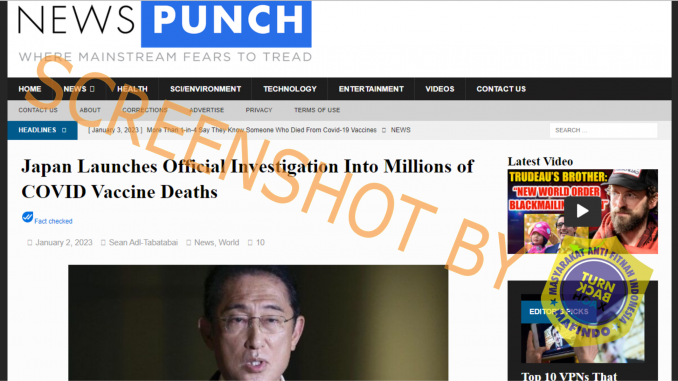 NEWS PUNCH
WHERE MAINSTREAM FEARS TO TREAD
HOME NEWS HEALTH SCI/ENVIRONMENT TECHNOLOGY ENTERTAINMENT VIDEOS CONTACT US
CONTACT US ABOUT CORRECTIONS ADVERTISE PRIVACY TERMS OF USE
HEADLINES [ January 3, 2023 ] More Than 1-in-4 Say They Know Someone Who Died From Covid-19 Vaccines NEWS SEARCH ...
Japan Launches Official Investigation Into Millions of
COVID Vaccine Deaths
Fact checked
January 2, 2023 Sean Adl-Tabatabai News, World 10
Latest Video
TRUDEAU'S BROTHER:
"NEW WORLD ORDER
EDITOR'S PICKS
Top 10 VPNs That
SCREENSHOT BY
MASYARAKAT ANTI FITNAH INDONESIA
TURN
BACK
MAFINDO